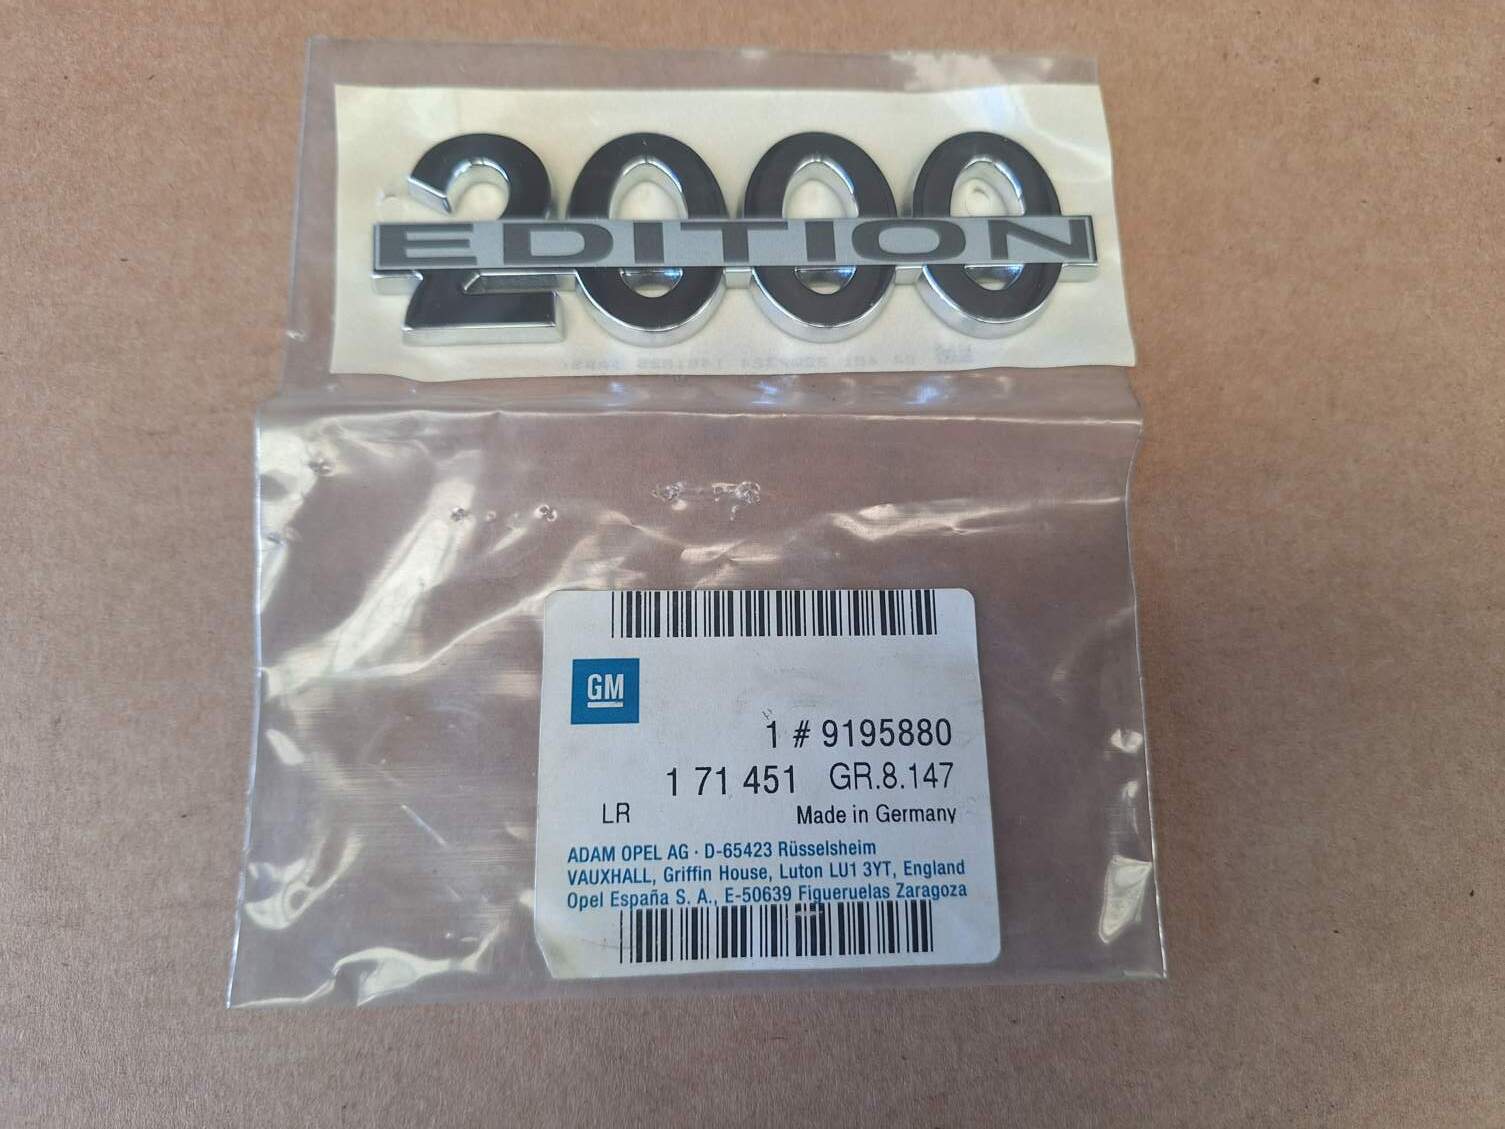 2000
EDITION
GM
1 # 9195880
1 71 451 GR.8.147
LR Made in Germany
ADAM OPEL AG · D-65423 Rüsselsheim
VAUXHALL, Griffin House, Luton LU1 3YT, England
Opel España S. A., E-50639 Figueruelas Zaragoza